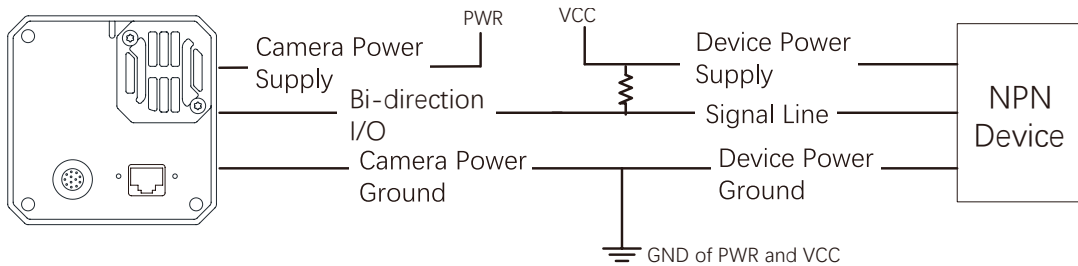 PWR
VCC
Camera Power
Supply
Device Power
Supply
Bi-direction
I/O
Signal Line
NPN
Device
Camera Power
Ground
Device Power
Ground
GND of PWR and VCC